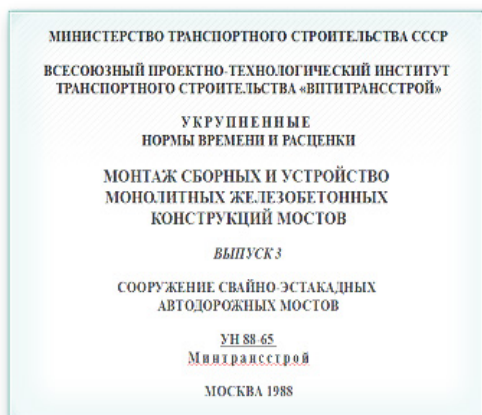 МИНИСТЕРСТВО ТРАНСПОРТНОГО СТРОИТЕЛЬСТВА СССР
ВСЕСОЮЗНЫЙ ПРОЕКТНО-ТЕХНОЛОГИЧЕСКИЙ ИНСТИТУТ
ТРАНСПОРТНОГО СТРОИТЕЛЬСТВА «ВПТИТРАНССТРОЙ»
УКРУПНЕННЫЕ
НОРМЫ ВРЕМЕНИ И РАСЦЕНКИ
МОНТАЖ СБОРНЫХ И УСТРОЙСТВО
МОНОЛИТНЫХ ЖЕЛЕЗОБЕТОННЫХ
КОНСТРУКЦИЙ МОСТОВ
ВЫПУСК 3
СООРУЖЕНИЕ СВАЙНО-ЭСТАКАДНЫХ
АВТОДОРОЖНЫХ МОСТОВ
УН 88-65
Минтрансстрой
МОСКВА 1988